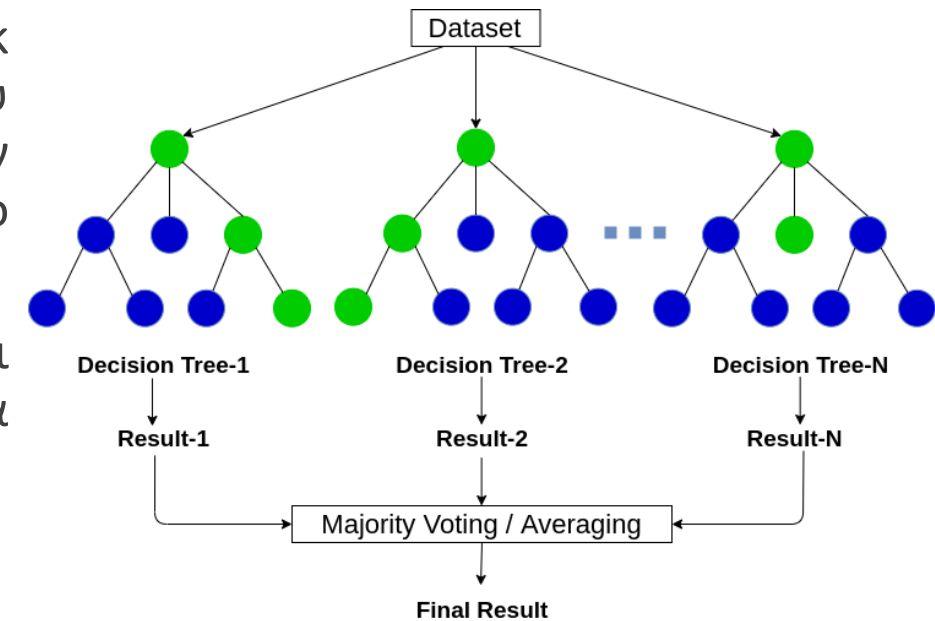 Dataset
Decision Tree-1
Decision Tree-2
Decision Tree-N
Result-1
Result-2
Result-N
Majority Voting / Averaging
Final Result